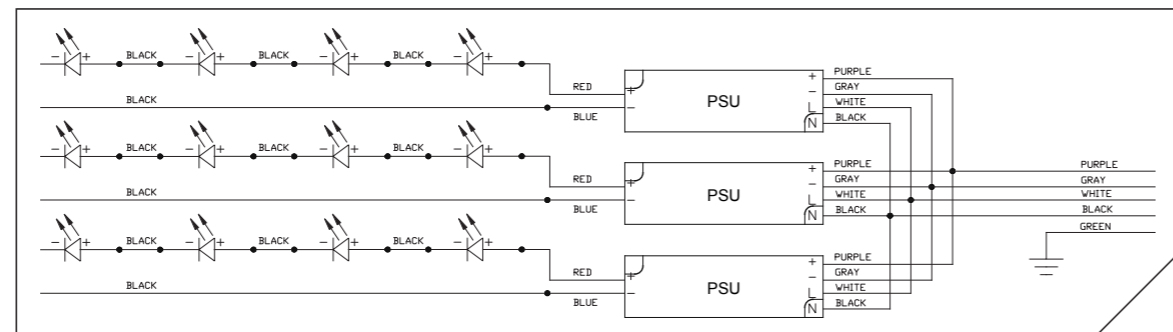 - + BLACK - + BLACK - + BLACK - +
RED
+ PSU + PURPLE
- GRAY
L WHITE
N BLACK
BLACK
-
BLUE
- + BLACK - + BLACK - + BLACK - +
RED
+ PSU + PURPLE
- GRAY
L WHITE
N BLACK
BLACK
-
BLUE
PURPLE
GRAY
WHITE
BLACK
GREEN
- + BLACK - + BLACK - + BLACK - +
RED
+ PSU + PURPLE
- GRAY
L WHITE
N BLACK
BLACK
-
BLUE